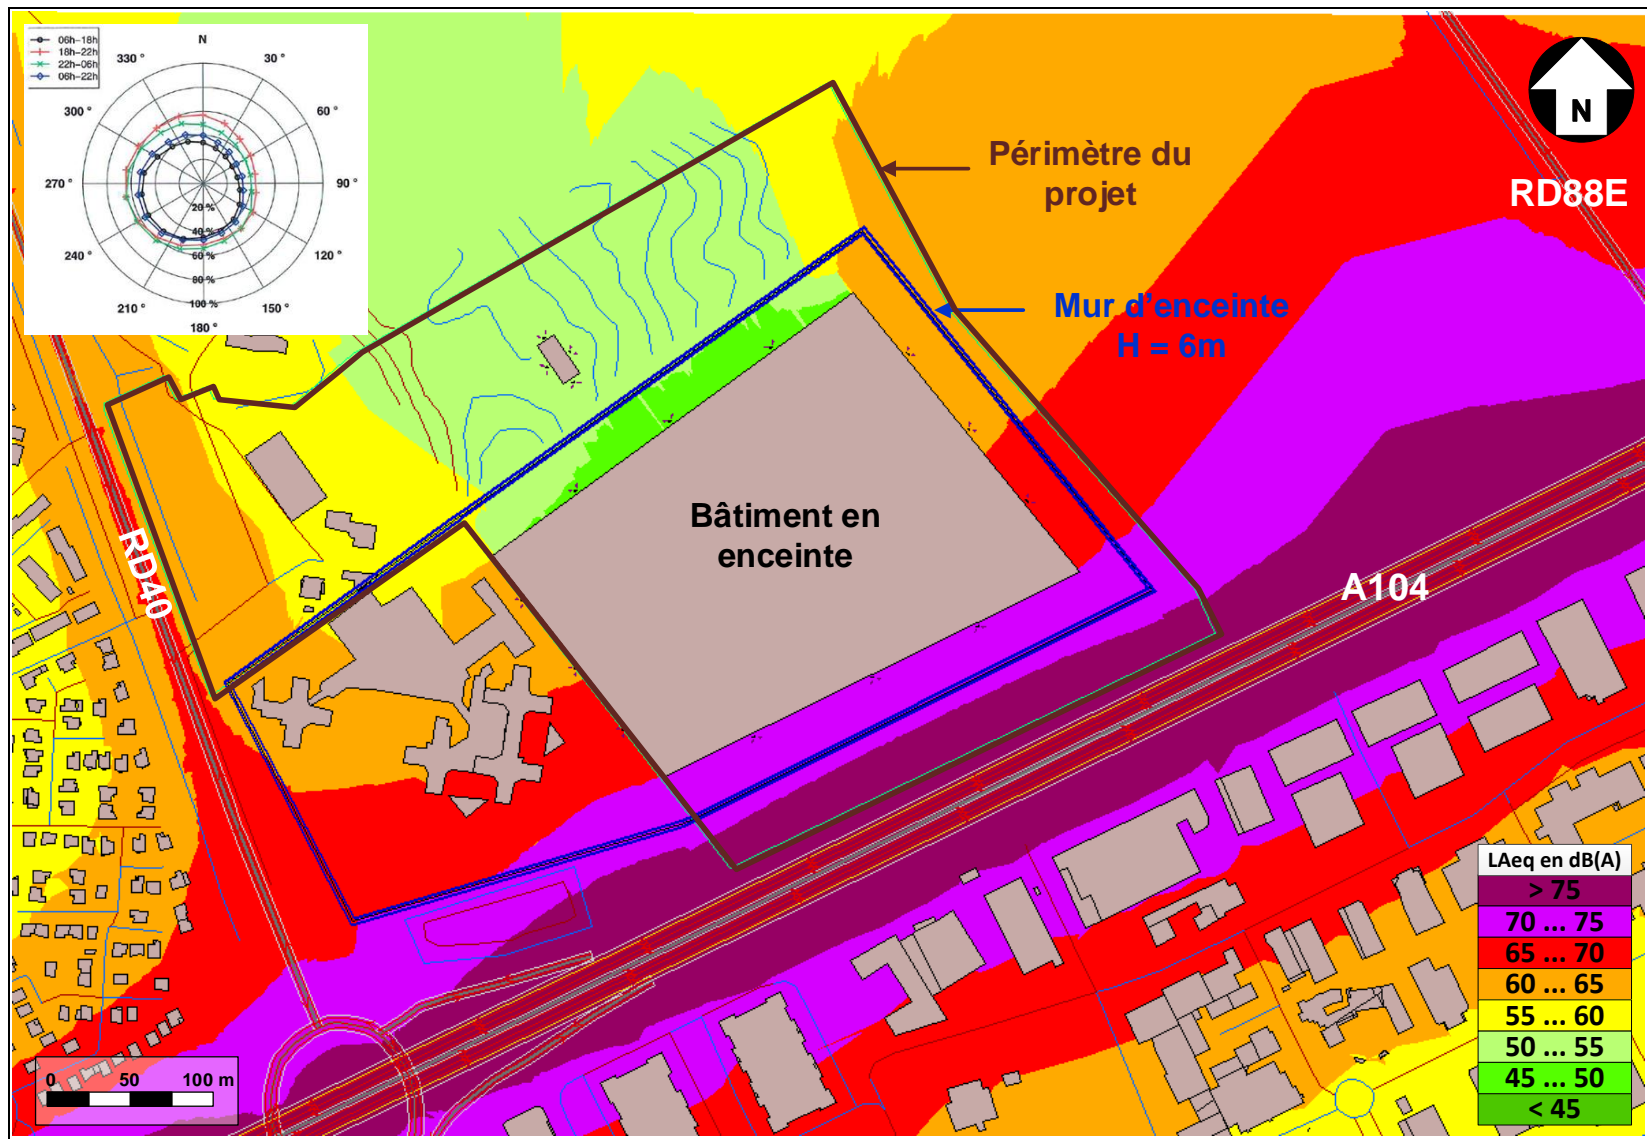 06h-18h
18h-22h
22h-06h
06h-22h
N
30 °
60 °
90 °
120 °
150 °
180 °
210 °
240 °
270 °
300 °
330 °
20 %
40 %
60 %
80 %
100 %
N
Périmètre du
projet
RD88E
Mur d'enceinte
H = 6m
Bâtiment en
enceinte
RD40
A104
LAeq en dB(A)
> 75
70 ... 75
65 ... 70
60 ... 65
55 ... 60
50 ... 55
45 ... 50
< 45
0 50 100 m